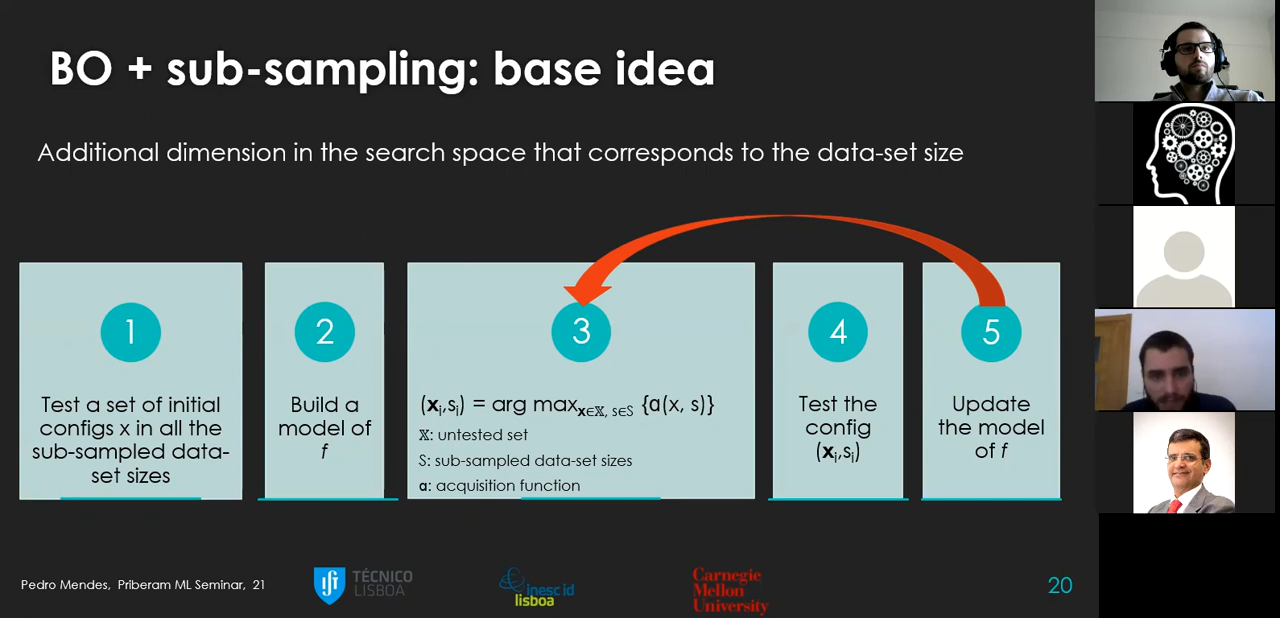 BO + sub-sampling: base idea
Additional dimension in the search space that corresponds to the data-set size
1
Test a set of initial
configs x in all the
sub-sampled data-
set sizes
2
Build a
model of
f
3
(𝐱ᵢ,sᵢ) = arg max𝐱∈𝕏, s∈S {ɑ(x, s)}
𝕏: untested set
S: sub-sampled data-set sizes
ɑ: acquisition function
4
Test the
config
(𝐱ᵢ,sᵢ)
5
Update
the model
of f
Pedro Mendes, Priberam ML Seminar, 21
TÉCNICO
LISBOA
inesc id
lisboa
Carnegie
Mellon
University
20